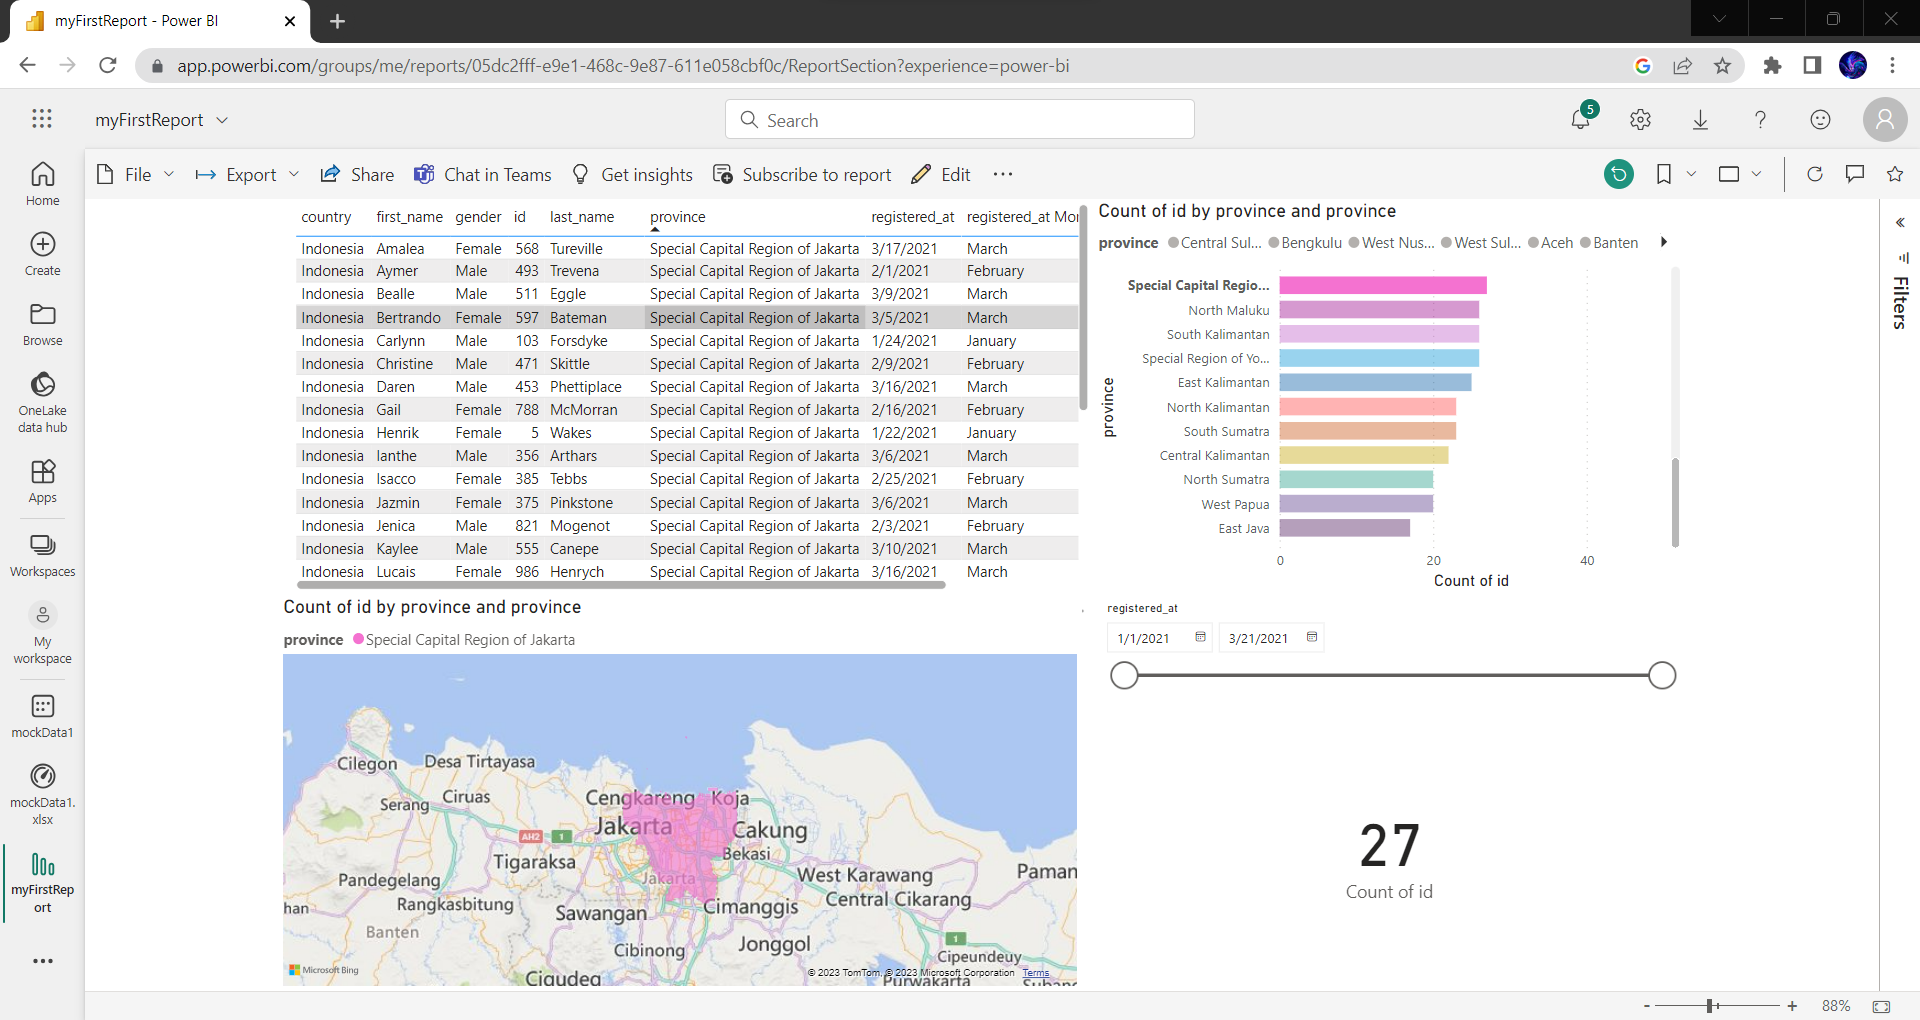 myFirstReport - Power BI
app.powerbi.com/groups/me/reports/05dc2fff-e9e1-468c-9e87-611e058cbf0c/ReportSection?experience=power-bi
myFirstReport
Search
5
File Export Share Chat in Teams Get insights Subscribe to report Edit
Home
Create
Browse
OneLake
data hub
Apps
Workspaces
My
workspace
mockData1
mockData1.
xlsx
myFirstRep
ort
country first_name gender id last_name province registered_at registered_at Mor
Indonesia Amalea Female 568 Tureville Special Capital Region of Jakarta 3/17/2021 March
Indonesia Aymer Male 493 Trevena Special Capital Region of Jakarta 2/1/2021 February
Indonesia Bealle Male 511 Eggle Special Capital Region of Jakarta 3/9/2021 March
Indonesia Bertrando Female 597 Bateman Special Capital Region of Jakarta 3/5/2021 March
Indonesia Carlynn Male 103 Forsdyke Special Capital Region of Jakarta 1/24/2021 January
Indonesia Christine Male 471 Skittle Special Capital Region of Jakarta 2/9/2021 February
Indonesia Daren Male 453 Phettiplace Special Capital Region of Jakarta 3/16/2021 March
Indonesia Gail Female 788 McMorran Special Capital Region of Jakarta 2/16/2021 February
Indonesia Henrik Female 5 Wakes Special Capital Region of Jakarta 1/22/2021 January
Indonesia Ianthe Male 356 Arthars Special Capital Region of Jakarta 3/6/2021 March
Indonesia Isacco Female 385 Tebbs Special Capital Region of Jakarta 2/25/2021 February
Indonesia Jazmin Female 375 Pinkstone Special Capital Region of Jakarta 3/6/2021 March
Indonesia Jenica Male 821 Mogenot Special Capital Region of Jakarta 2/3/2021 February
Indonesia Kaylee Male 555 Canepe Special Capital Region of Jakarta 3/10/2021 March
Indonesia Lucais Female 986 Henrych Special Capital Region of Jakarta 3/16/2021 March
Count of id by province and province
province Central Sul... Bengkulu West Nus... West Sul... Aceh Banten
province
Special Capital Regio...
North Maluku
South Kalimantan
Special Region of Yo...
East Kalimantan
North Kalimantan
South Sumatra
Central Kalimantan
North Sumatra
West Papua
East Java
0 20 40
Count of id
Filters
Count of id by province and province
province Special Capital Region of Jakarta
Cilegon
Desa Tirtayasa
Serang
Ciruas
Cengkareng
Koja
AH2
1
Jakarta
Cakung
Tigaraksa
Bekasi
Pandegelang
Jakarta
West Karawang
Paman
Rangkasbitung
Central Cikarang
han
Sawangan
Cimanggis
Banten
Cibinong
Jonggol
1
Cipeundeuy
Cigudeg
Purwakarta
Subang
Microsoft Bing
© 2023 TomTom, © 2023 Microsoft Corporation Terms
registered_at
1/1/2021 3/21/2021
27
Count of id
- + 88%